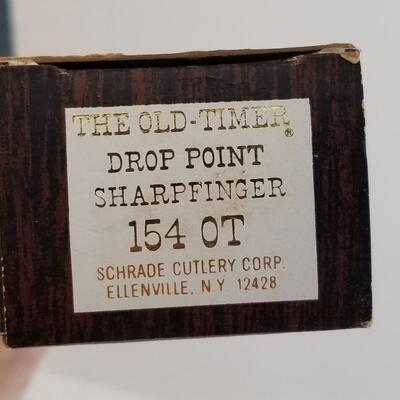 THE OLD-TIMER®
DROP POINT
SHARPFINGER
154 OT
SCHRADE CUTLERY CORP.
ELLENVILLE, N.Y. 12428